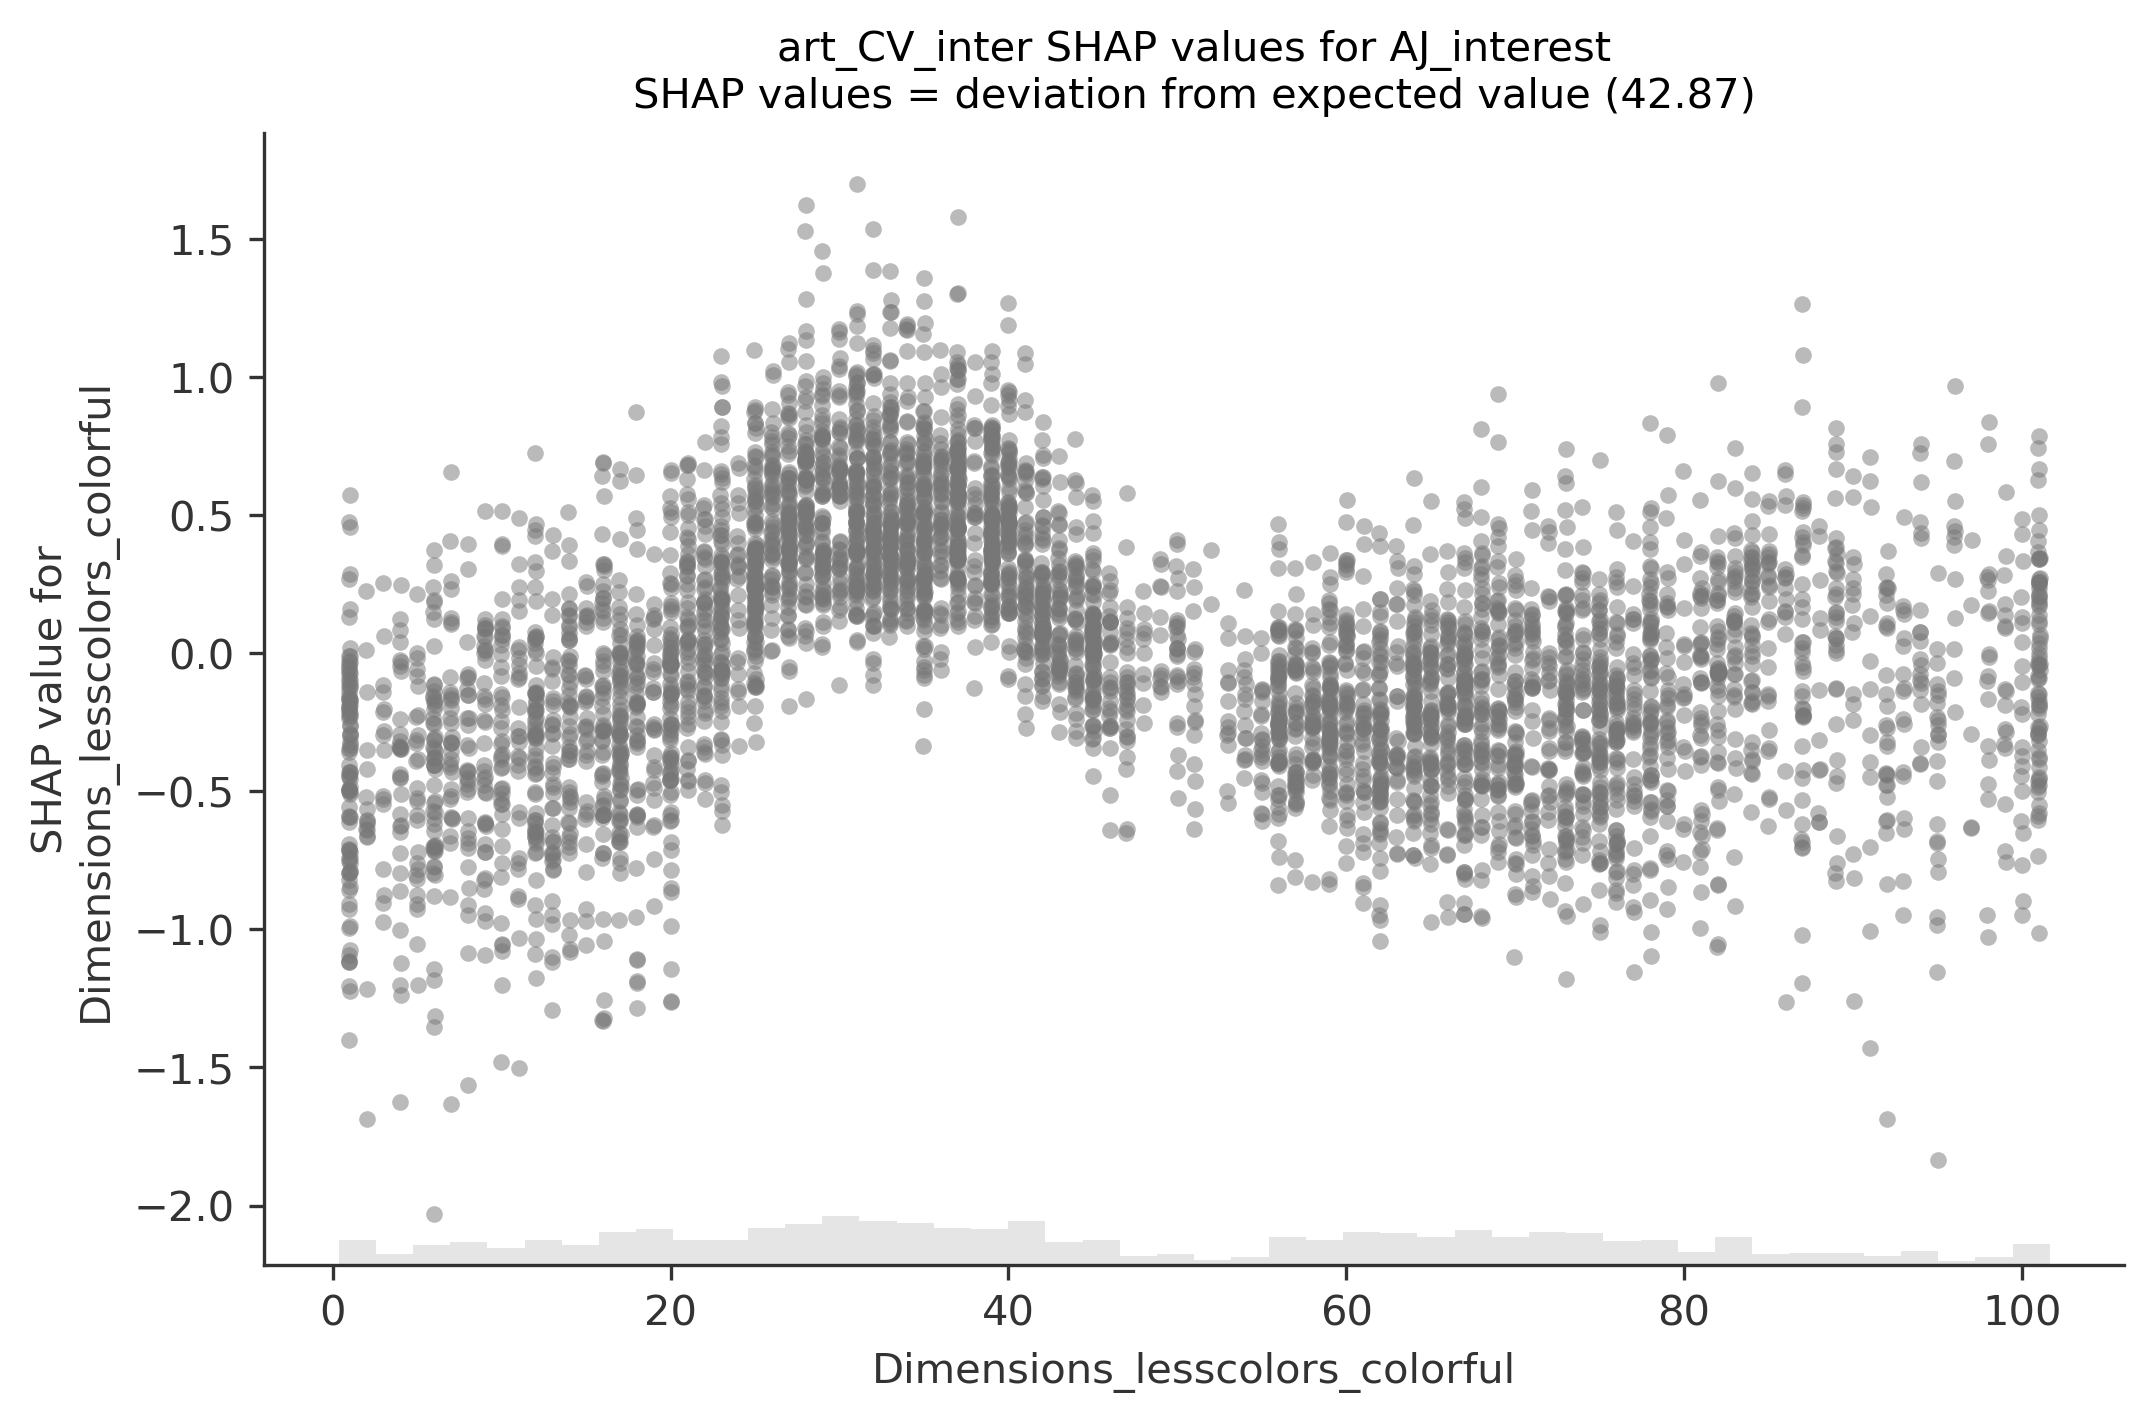 art_CV_inter SHAP values for AJ_interest
SHAP values = deviation from expected value (42.87)
SHAP value for
Dimensions_lesscolors_colorful
1.5
1.0
0.5
0.0
−0.5
−1.0
−1.5
−2.0
0 20 40 60 80 100
Dimensions_lesscolors_colorful